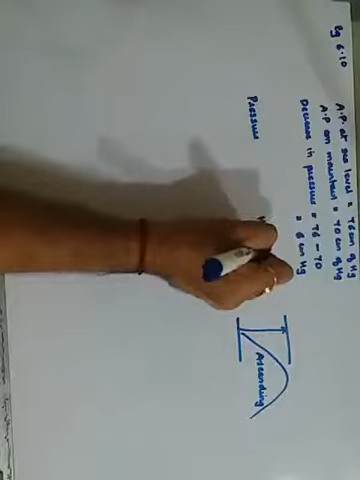 Pg 6.10
A.P. at sea level = 76 cm of Hg
A.P on mountain = 70 cm of Hg
Decrease in pressure = 76 - 70
= 6 cm Hg
Pressure
Ascending